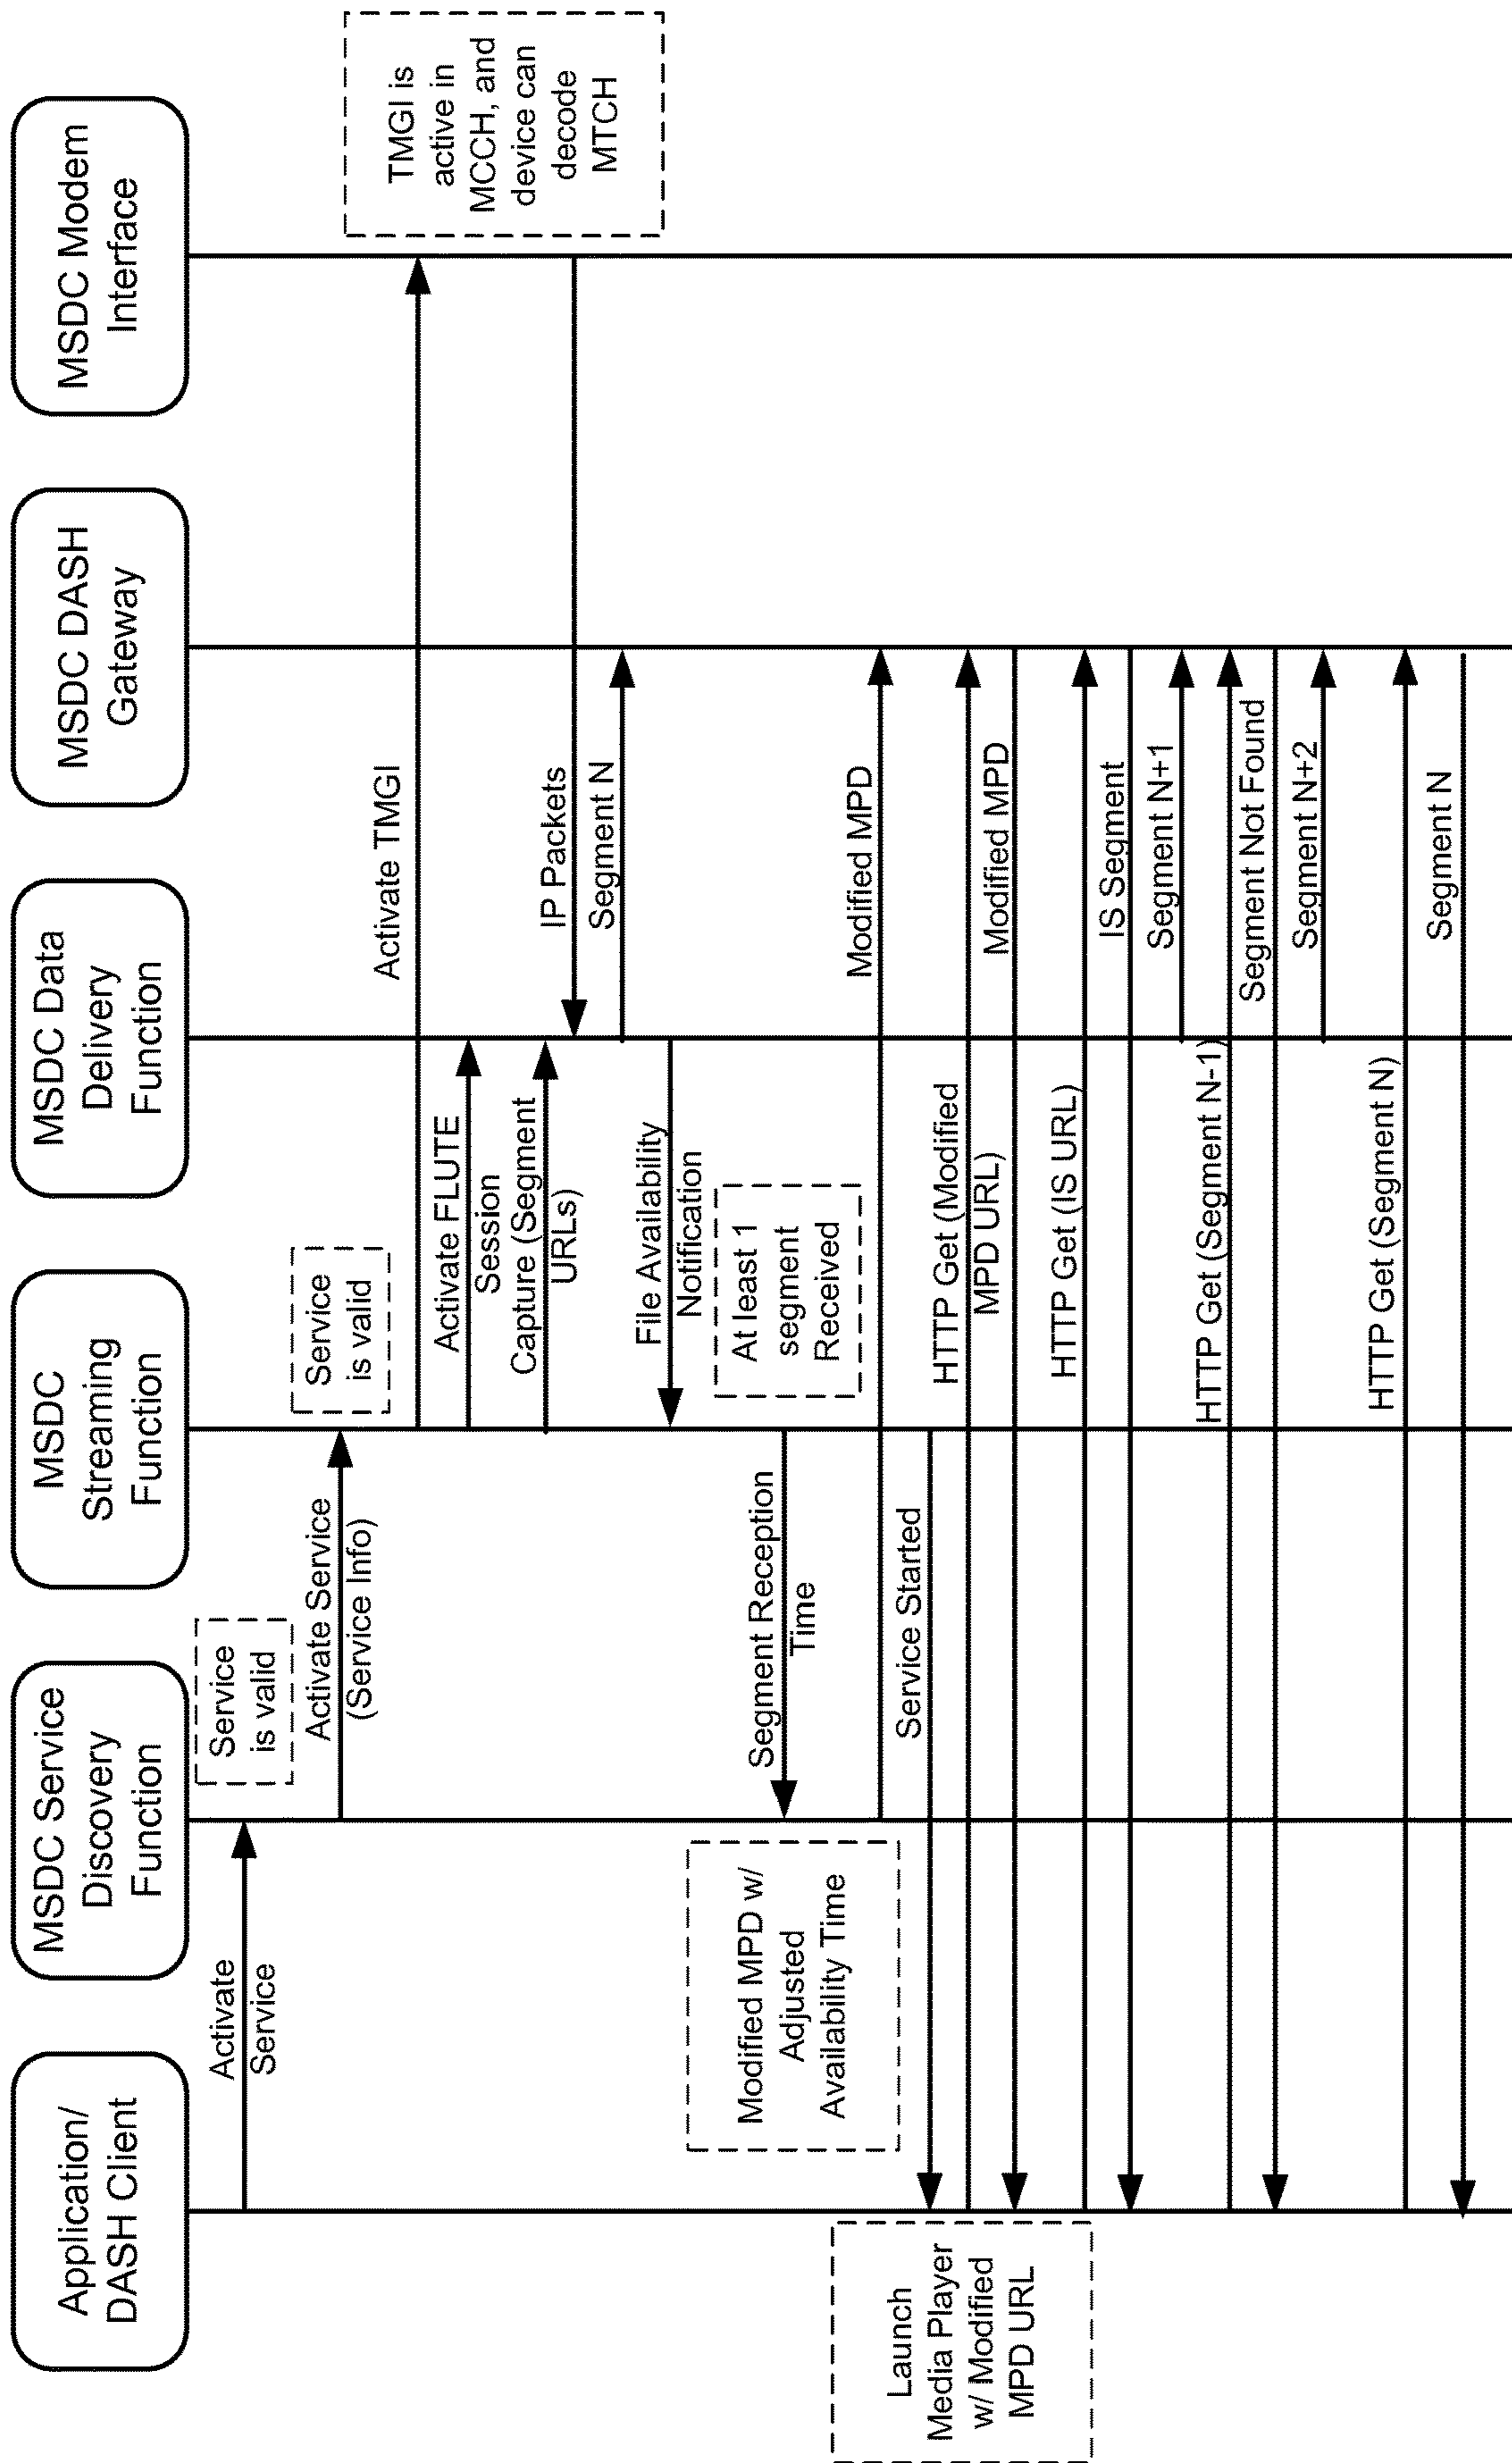 Application/
DASH Client
MSDC Service
Discovery
Function
MSDC
Streaming
Function
MSDC Data
Delivery
Function
MSDC DASH
Gateway
MSDC Modem
Interface
Activate
Service
Service
is valid
Activate Service
(Service Info)
Service
is valid
Activate TMGI
TMGI is
active in
MCCH, and
device can
decode
MTCH
Activate FLUTE
Session
Capture (Segment
URLs)
IP Packets
Segment N
File Availability
Notification
At least 1
segment
Received
Segment Reception
Time
Modified MPD w/
Adjusted
Availability Time
Modified MPD
Service Started
Launch
Media Player
w/ Modified
MPD URL
HTTP Get (Modified
MPD URL)
Modified MPD
HTTP Get (IS URL)
IS Segment
Segment N+1
HTTP Get (Segment N-1)
Segment Not Found
Segment N+2
HTTP Get (Segment N)
Segment N